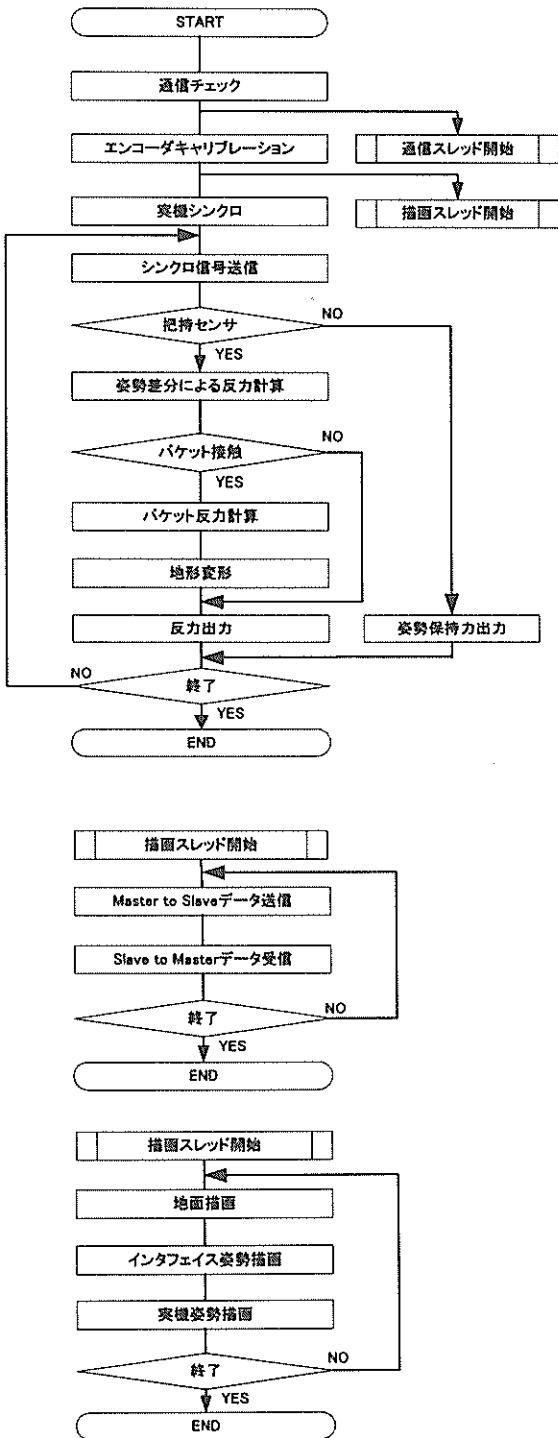 START
通信チェック
エンコーダキャリブレーション
通信スレッド開始
実機シンクロ
描画スレッド開始
シンクロ信号送信
把持センサ
NO
YES
姿勢差分による反力計算
バケット接触
NO
YES
バケット反力計算
地形変形
反力出力
姿勢保持力出力
NO
終了
YES
END
描画スレッド開始
Master to Slaveデータ送信
Slave to Masterデータ受信
終了
NO
YES
END
描画スレッド開始
地面描画
インタフェイス姿勢描画
実機姿勢描画
終了
NO
YES
END